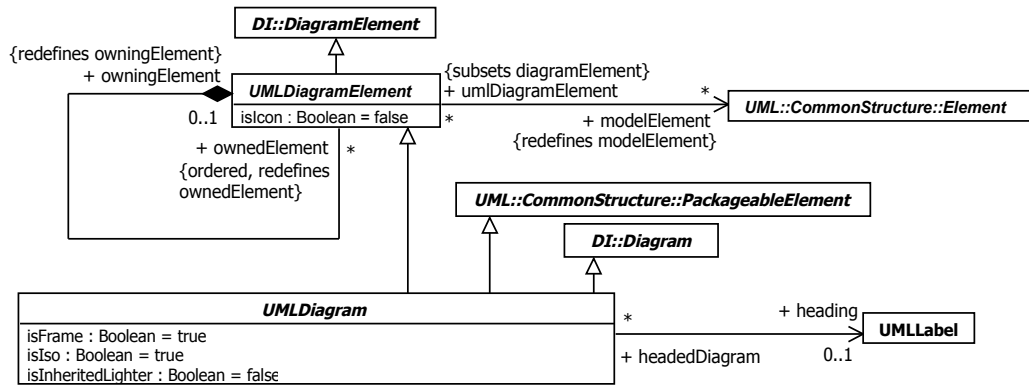 DI::DiagramElement
{redefines owningElement}
+ owningElement
UMLDiagramElement
isIcon : Boolean = false
0..1
{subsets diagramElement}
+ umlDiagramElement
*
*
UML::CommonStructure::Element
+ modelElement
{redefines modelElement}
+ ownedElement
*
{ordered, redefines
ownedElement}
UML::CommonStructure::PackageableElement
DI::Diagram
UMLDiagram
isFrame : Boolean = true
isIso : Boolean = true
isInheritedLighter : Boolean = false
*
+ heading
UMLLabel
+ headedDiagram
0..1